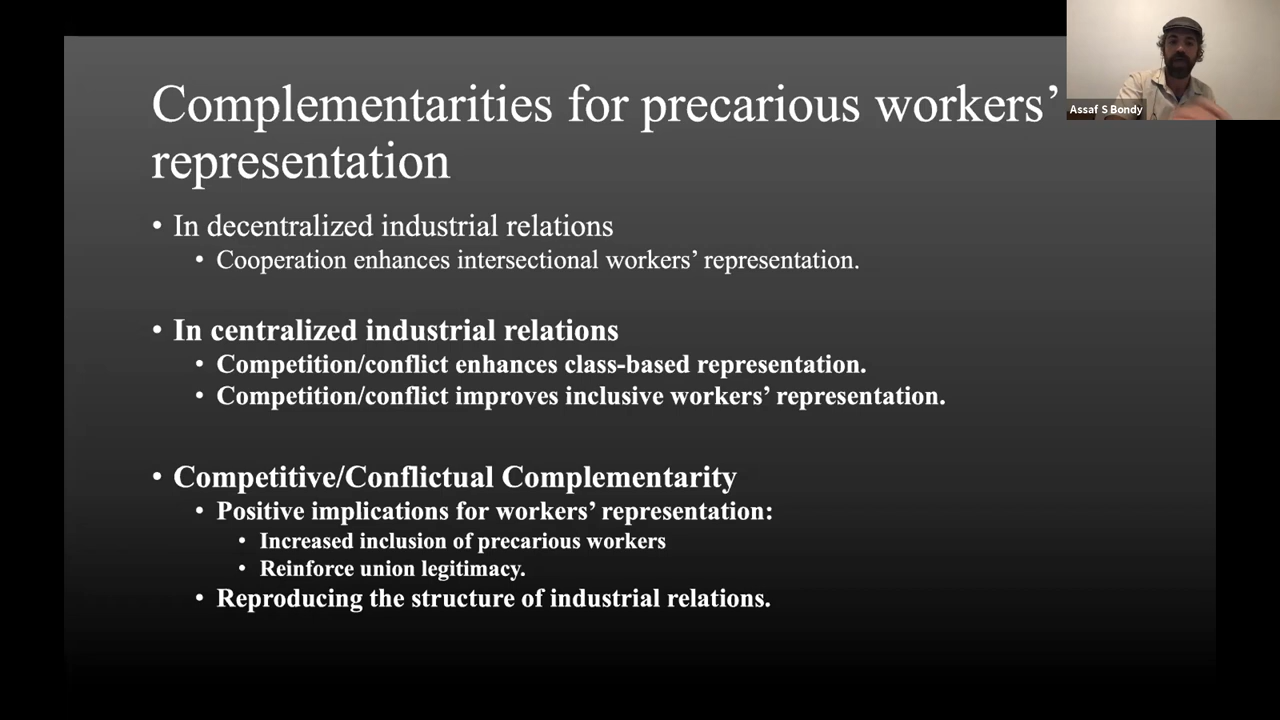 Complementarities for precarious workers’
representation
Assaf S Bondy
• In decentralized industrial relations
• Cooperation enhances intersectional workers’ representation.
• In centralized industrial relations
• Competition/conflict enhances class-based representation.
• Competition/conflict improves inclusive workers’ representation.
• Competitive/Conflictual Complementarity
• Positive implications for workers’ representation:
• Increased inclusion of precarious workers
• Reinforce union legitimacy.
• Reproducing the structure of industrial relations.